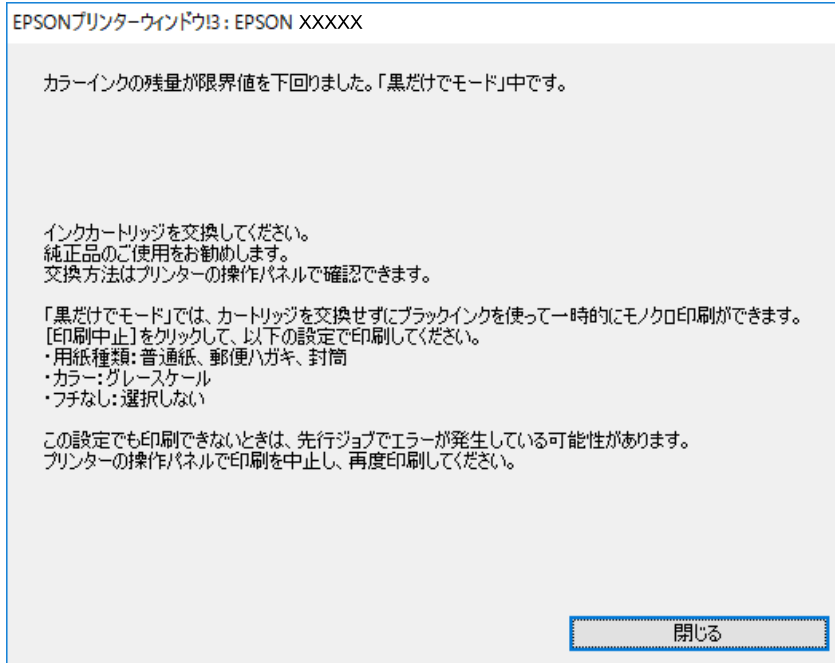 EPSONプリンターウィンドウ!3 : EPSON XXXXX
カラーインクの残量が限界値を下回りました。「黒だけでモード」中です。
インクカートリッジを交換してください。
純正品のご使用をお勧めします。
交換方法はプリンターの操作パネルで確認できます。
「黒だけでモード」では、カートリッジを交換せずにブラックインクを使って一時的にモノクロ印刷ができます。
[印刷中止]をクリックして、以下の設定で印刷してください。
・用紙種類：普通紙、郵便ハガキ、封筒
・カラー：グレースケール
・フチなし：選択しない
この設定でも印刷できないときは、先行ジョブでエラーが発生している可能性があります。
プリンターの操作パネルで印刷を中止し、再度印刷してください。
閉じる